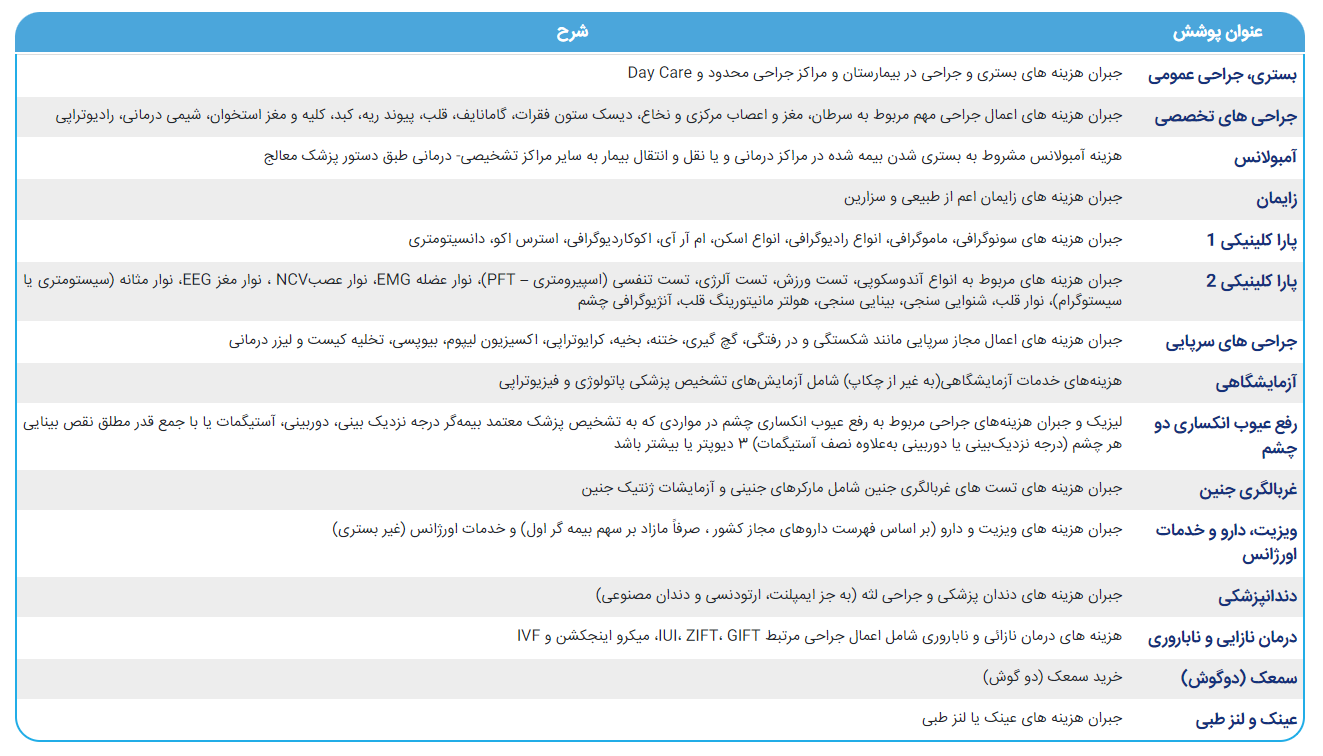 عنوان پوشش
شرح
بستری، جراحی عمومی
جبران هزینه های بستری و جراحی در بیمارستان و مراکز جراحی محدود و Day Care
جراحی های تخصصی
جبران هزینه های اعمال جراحی مهم مربوط به سرطان، مغز و اعصاب مرکزی و نخاع، دیسک ستون فقرات، گامانایف، قلب، پیوند ریه، کبد، کلیه و مغز استخوان، شیمی درمانی، رادیوتراپی
آمبولانس
هزینه آمبولانس مشروط به بستری شدن بیمه شده در مراکز درمانی و یا نقل و انتقال بیمار به سایر مراکز تشخیصی- درمانی طبق دستور پزشک معالج
زایمان
جبران هزینه های زایمان اعم از طبیعی و سزارین
پارا کلینیکی 1
جبران هزینه های سونوگرافی، ماموگرافی، انواع رادیوگرافی، انواع اسکن، ام آر آی، اکوکاردیوگرافی، استرس اکو، دانسیتومتری
پارا کلینیکی 2
جبران هزینه های مربوط به انواع آندوسکوپی، تست ورزش، تست آلرژی، تست تنفسی (اسپیرومتری – PFT)، نوار عضله EMG، نوار عصبNCV ، نوار مغز EEG، نوار مثانه (سیستومتری یا
سیستوگرام)، نوار قلب، شنوایی سنجی، بینایی سنجی، هولتر مانیتورینگ قلب، آنژیوگرافی چشم
جراحی های سرپایی
جبران هزینه های اعمال مجاز سرپایی مانند شکستگی و در رفتگی، گچ گیری، ختنه، بخیه، کرایوتراپی، اکسیزیون لیپوم، بیوپسی، تخلیه کیست و لیزر درمانی
آزمایشگاهی
هزینه‌های خدمات آزمایشگاهی(به غیر از چکاپ) شامل آزمایش‌های تشخیص پزشکی پاتولوژی و فیزیوتراپی
رفع عیوب انکساری دو
چشم
لیزیک و جبران هزینه‌های جراحی مربوط به رفع عیوب انکساری چشم در مواردی که به تشخیص پزشک معتمد بیمه‌گر درجه نزدیک بینی، دوربینی، آستیگمات یا با جمع قدر مطلق نقص بینایی
هر چشم (درجه نزدیک‌بینی یا دوربینی به‌علاوه نصف آستیگمات) ۳ دیوپتر یا بیشتر باشد
غربالگری جنین
جبران هزینه های تست های غربالگری جنین شامل مارکرهای جنینی و آزمایشات ژنتیک جنین
ویزیت، دارو و خدمات
اورژانس
جبران هزینه های ویزیت و دارو (بر اساس فهرست داروهای مجاز کشور ، صرفاً مازاد بر سهم بیمه گر اول) و خدمات اورژانس (غیر بستری)
دندانپزشکی
جبران هزینه های دندان پزشکی و جراحی لثه (به جز ایمپلنت، ارتودنسی و دندان مصنوعی)
درمان نازایی و ناباروری
هزینه های درمان نازائی و ناباروری شامل اعمال جراحی مرتبط IUI، ZIFT، GIFT، میکرو اینجکشن و IVF
سمعک (دوگوش)
خرید سمعک (دو گوش)
عینک و لنز طبی
جبران هزینه های عینک یا لنز طبی